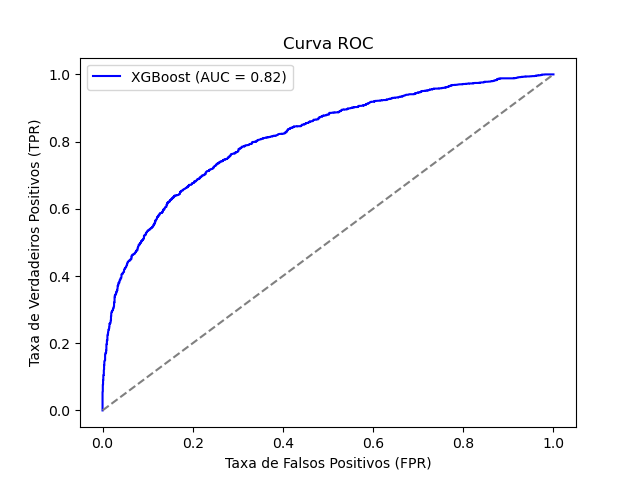 Curva ROC
XGBoost (AUC = 0.82)
Taxa de Verdadeiros Positivos (TPR)
1.0
0.8
0.6
0.4
0.2
0.0
0.0 0.2 0.4 0.6 0.8 1.0
Taxa de Falsos Positivos (FPR)